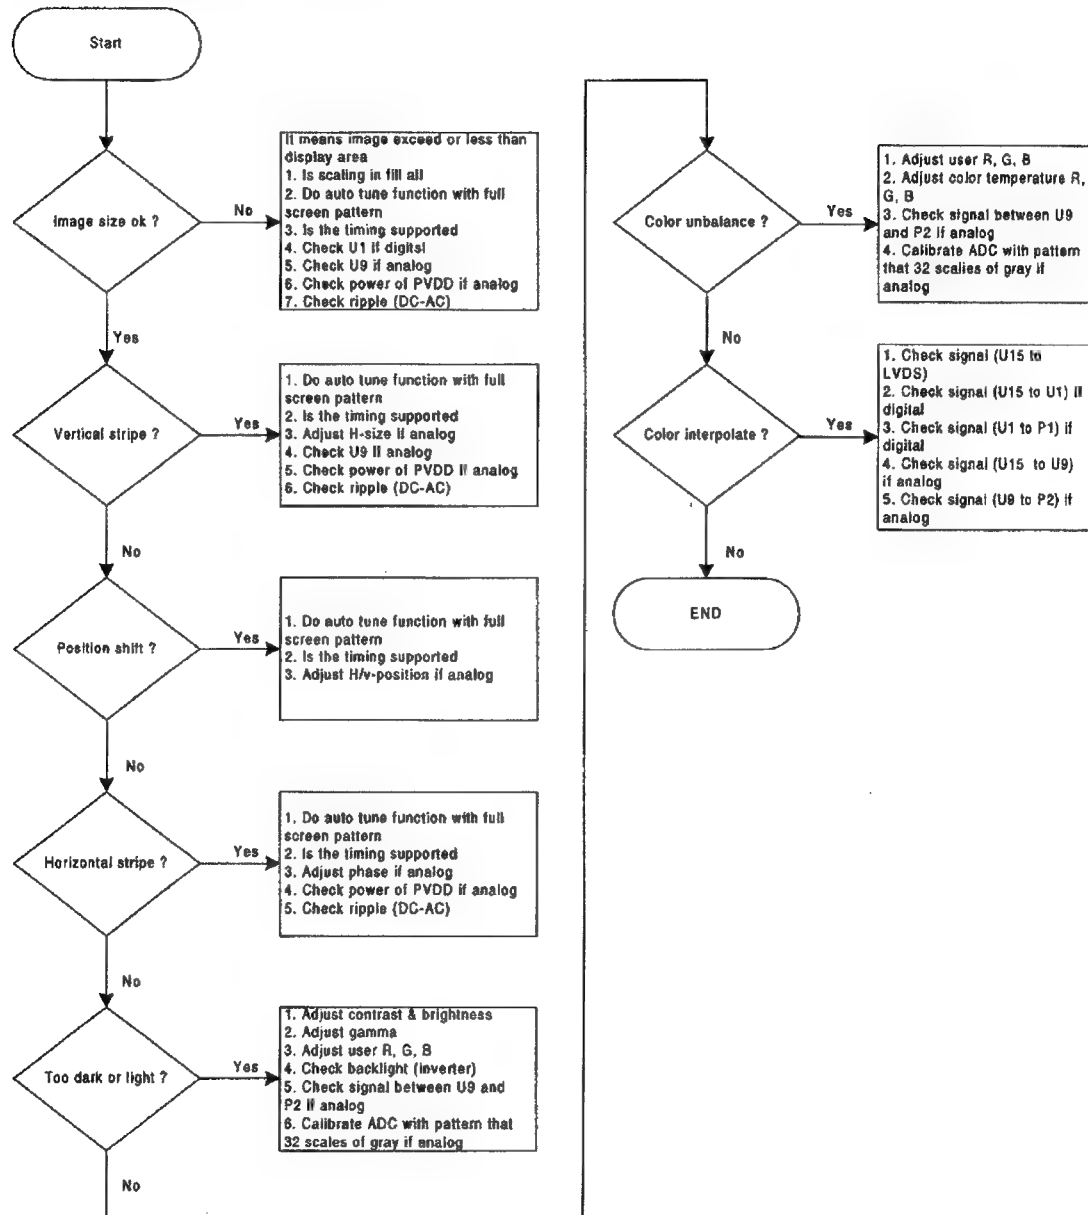 Start
Image size ok ?
No
It means image exceed or less than
display area
1. Is scaling in fill all
2. Do auto tune function with full
screen pattern
3. Is the timing supported
4. Check U1 if digital
5. Check U9 if analog
6. Check power of PVDD if analog
7. Check ripple (DC-AC)
Yes
Vertical stripe ?
Yes
1. Do auto tune function with full
screen pattern
2. Is the timing supported
3. Adjust H-size if analog
4. Check U9 if analog
5. Check power of PVDD if analog
6. Check ripple (DC-AC)
No
Position shift ?
Yes
1. Do auto tune function with full
screen pattern
2. Is the timing supported
3. Adjust H/v-position if analog
No
Horizontal stripe ?
Yes
1. Do auto tune function with full
screen pattern
2. Is the timing supported
3. Adjust phase if analog
4. Check power of PVDD if analog
5. Check ripple (DC-AC)
No
Too dark or light ?
Yes
1. Adjust contrast & brightness
2. Adjust gamma
3. Adjust user R, G, B
4. Check backlight (inverter)
5. Check signal between U9 and
P2 if analog
6. Calibrate ADC with pattern that
32 scales of gray if analog
No
Color unbalance ?
Yes
1. Adjust user R, G, B
2. Adjust color temperature R,
G, B
3. Check signal between U9
and P2 if analog
4. Calibrate ADC with pattern
that 32 scalies of gray if
analog
No
Color interpolate ?
Yes
1. Check signal (U15 to
LVDS)
2. Check signal (U15 to U1) if
digital
3. Check signal (U1 to P1) if
digital
4. Check signal (U15 to U9)
if analog
5. Check signal (U9 to P2) if
analog
No
END